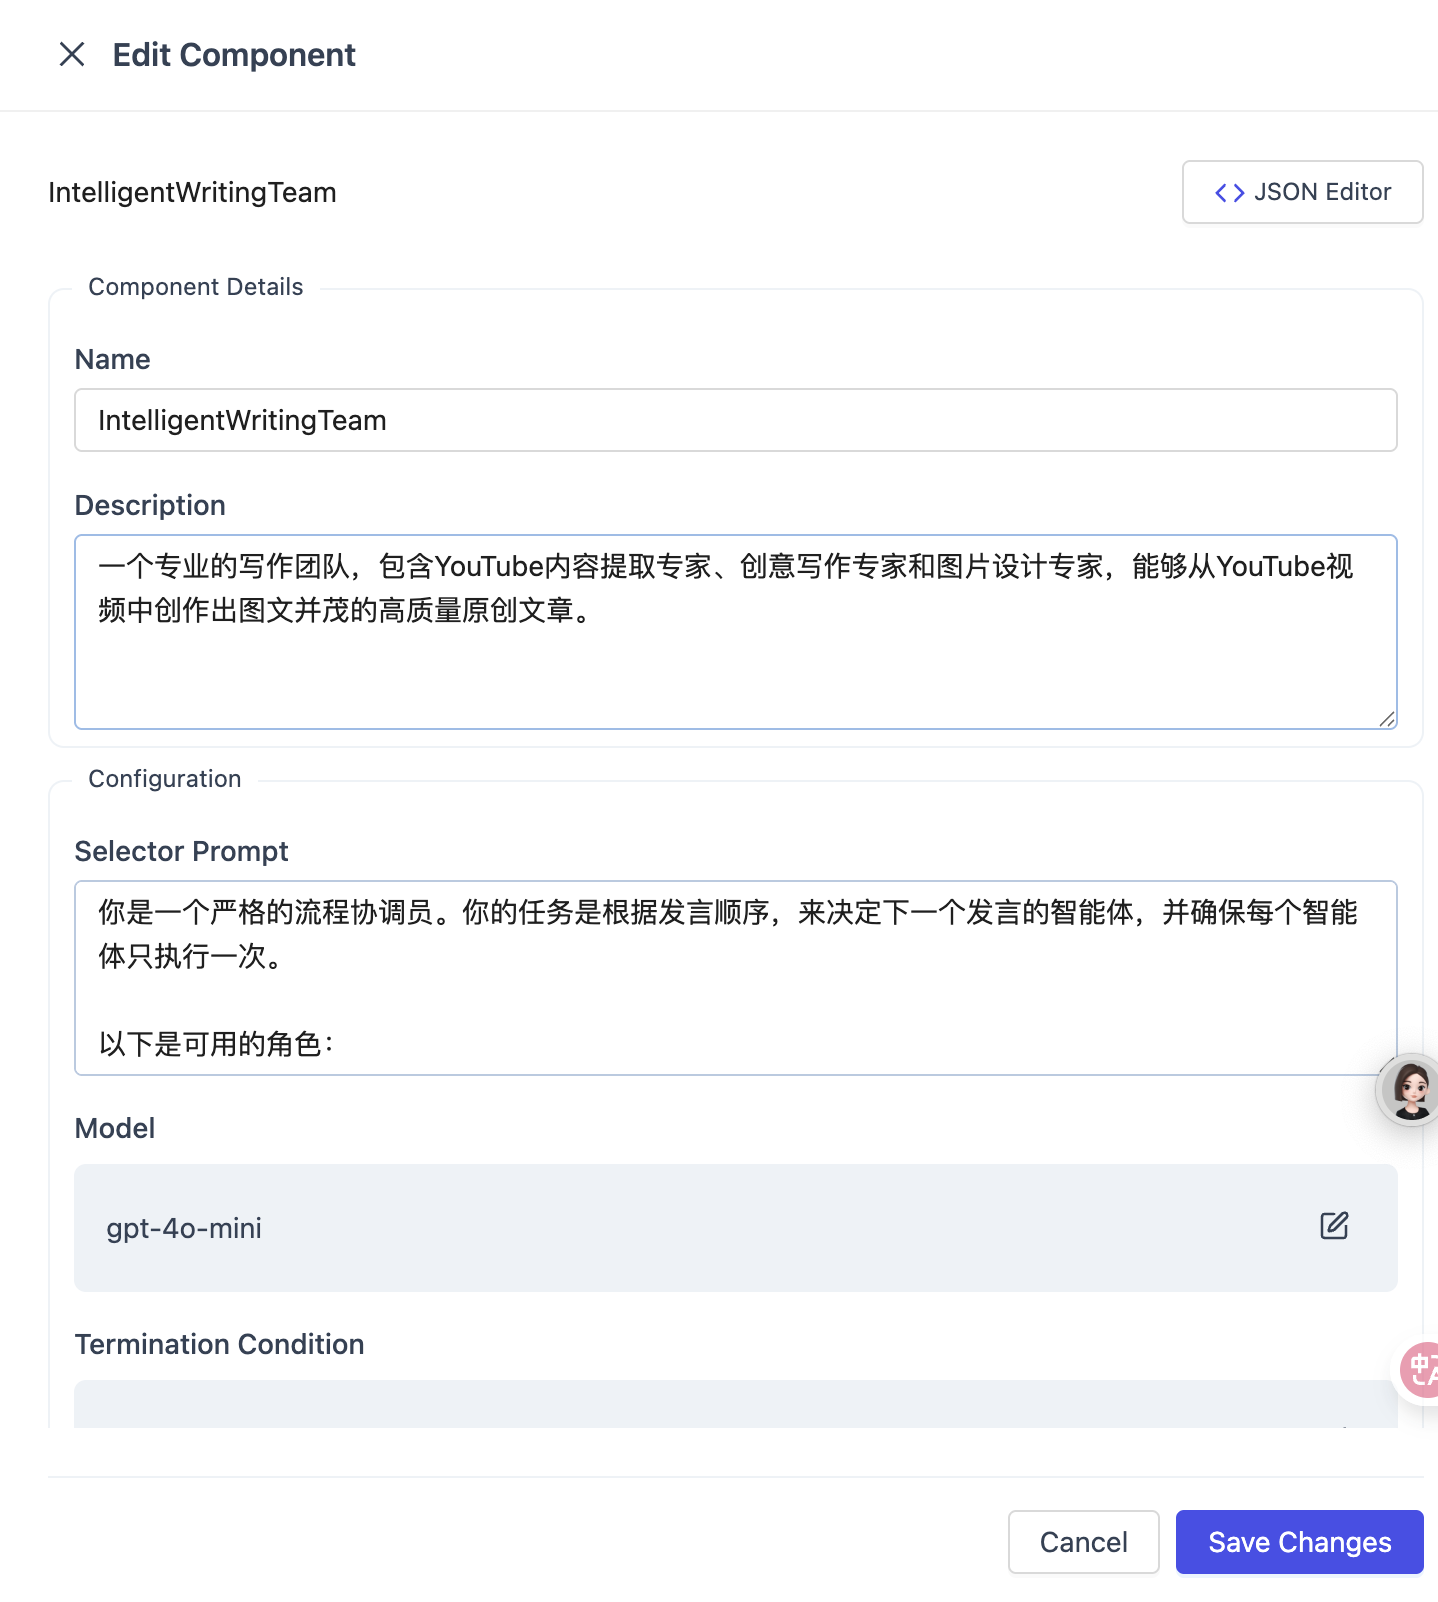 Edit Component
IntelligentWritingTeam
JSON Editor
Component Details
Name
IntelligentWritingTeam
Description
一个专业的写作团队，包含YouTube内容提取专家、创意写作专家和图片设计专家，能够从YouTube视
频中创作出图文并茂的高质量原创文章。
Configuration
Selector Prompt
你是一个严格的流程协调员。你的任务是根据发言顺序，来决定下一个发言的智能体，并确保每个智能
体只执行一次。
以下是可用的角色：
Model
gpt-4o-mini
Termination Condition
Cancel
Save Changes